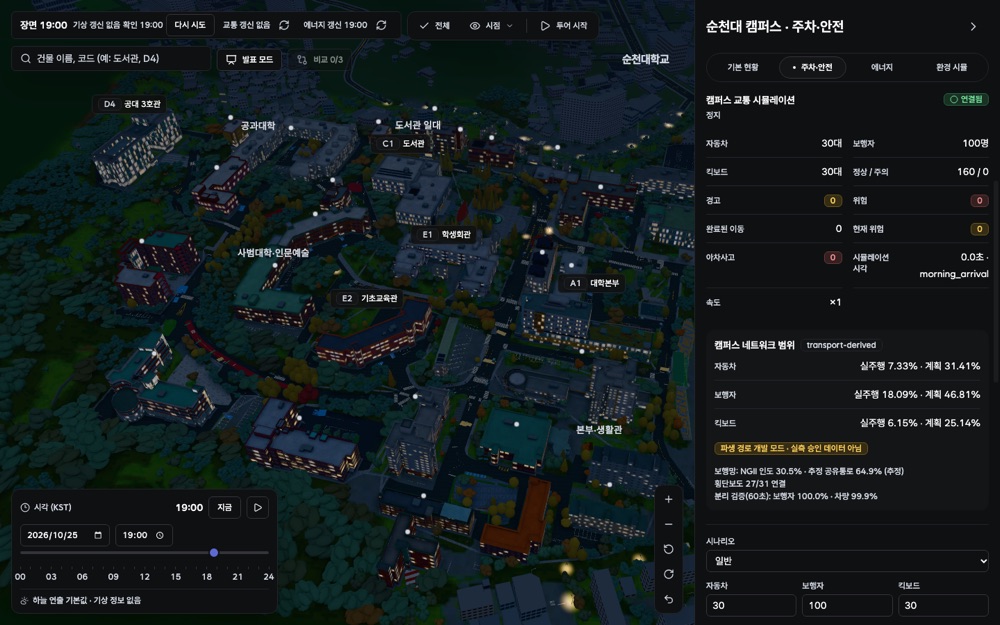 장면 19:00 기상 갱신 없음 확인 19:00 다시 시도 교통 갱신 없음 에너지 갱신 19:00 전체 시점 투어 시작
건물 이름, 코드 (예: 도서관, D4) 발표 모드 비교 0/3 순천대학교
D4 공대 3호관
공과대학
도서관 일대
C1 도서관
E1 학생회관
사범대학·인문예술
A1 대학본부
E2 기초교육관
본부·생활관
시각 (KST) 19:00 지금
2026/10/25 19:00
00 03 06 09 12 15 18 21 24
하늘 연출 기본값 · 기상 정보 없음
순천대 캠퍼스 · 주차·안전
기본 현황 주차·안전 에너지 환경 시뮬
캠퍼스 교통 시뮬레이션 연결됨
정지
자동차 30대 보행자 100명
킥보드 30대 정상 / 주의 160 / 0
경고 0 위험 0
완료된 이동 0 현재 위험 0
아차사고 0 시뮬레이션 시각 0.0초 · morning_arrival
속도 ×1
캠퍼스 네트워크 범위 transport-derived
자동차 실주행 7.33% · 계획 31.41%
보행자 실주행 18.09% · 계획 46.81%
킥보드 실주행 6.15% · 계획 25.14%
파생 경로 개발 모드 · 실측 승인 데이터 아님
보행망: NGII 인도 30.5% · 추정 공유통로 64.9% (추정)
횡단보도 27/31 연결
분리 검증(60초): 보행자 100.0% · 차량 99.9%
시나리오
일반
자동차 보행자 킥보드
30 100 30